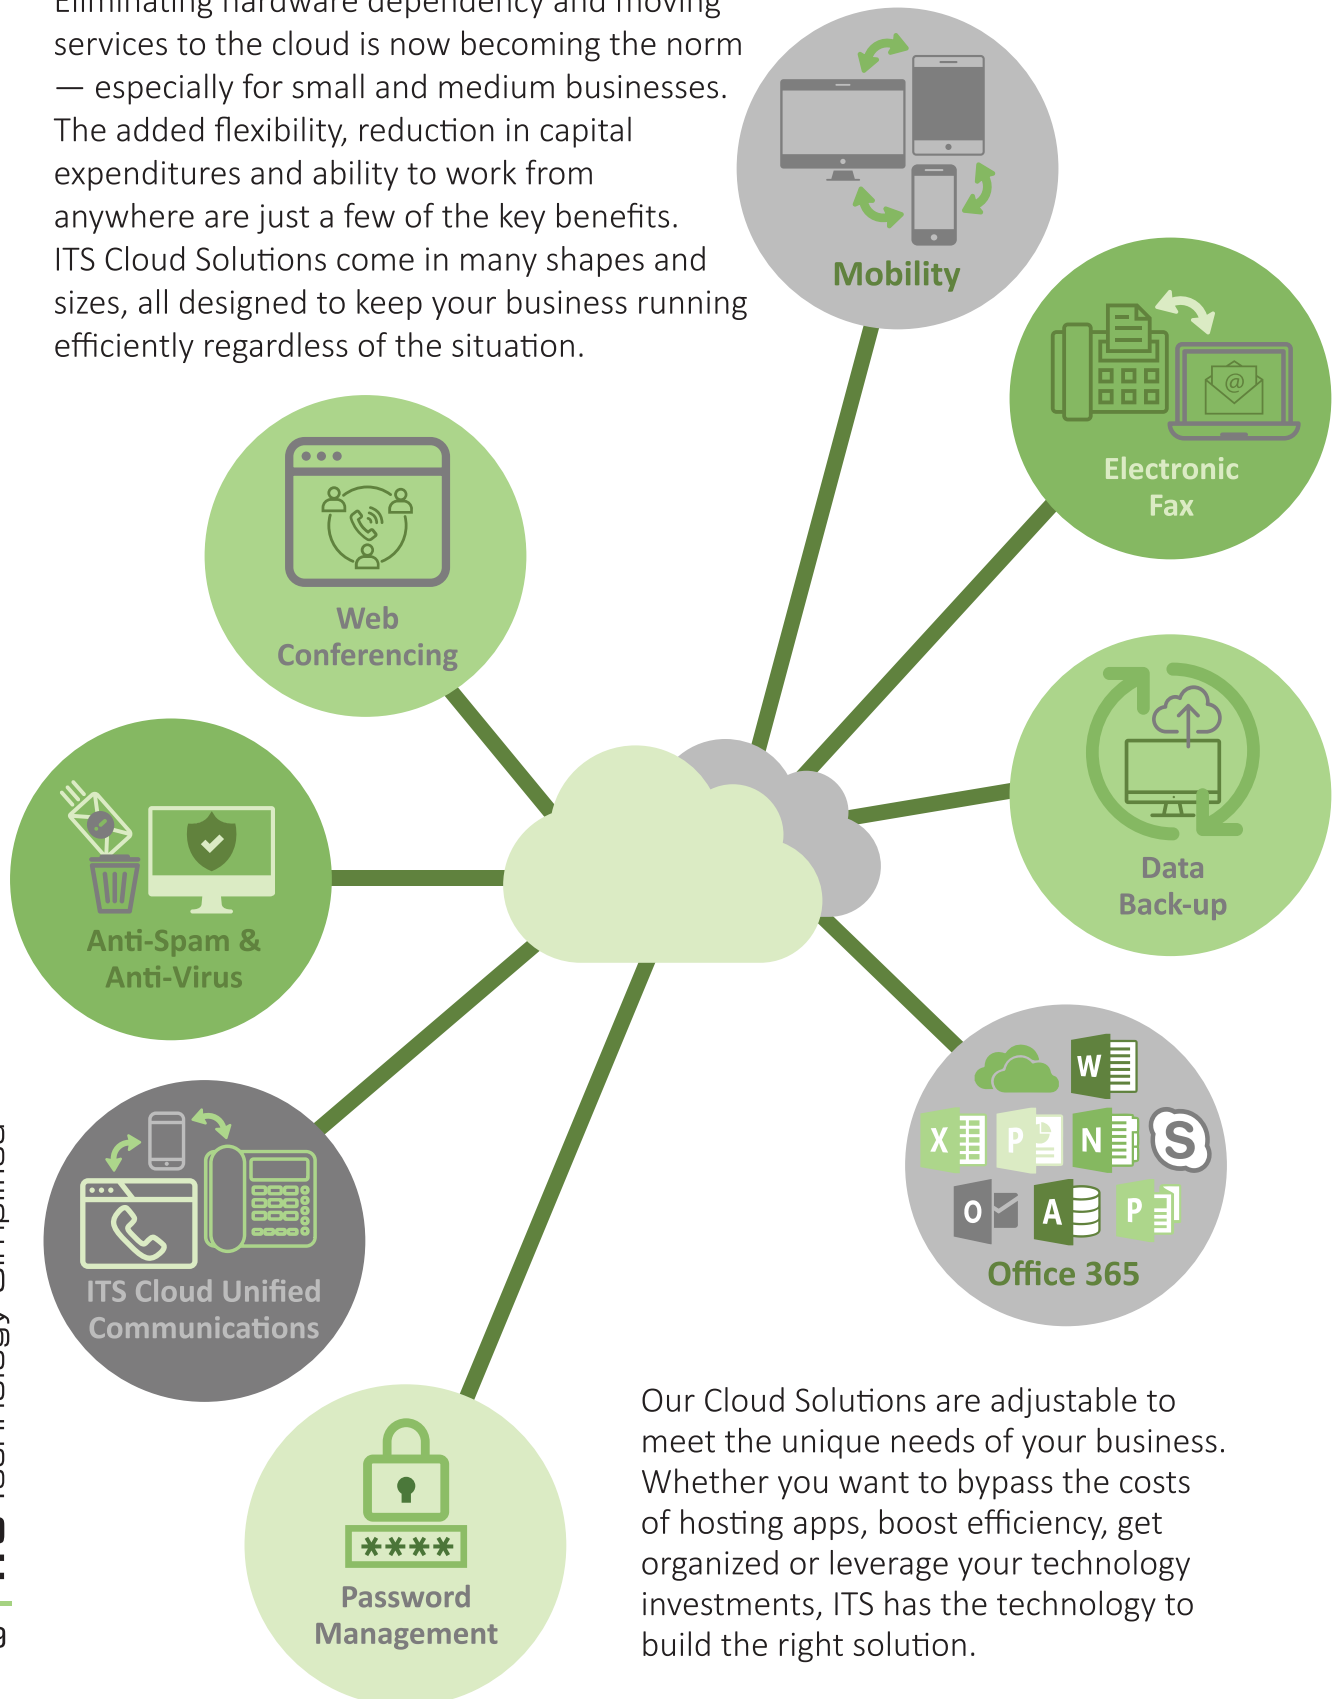 Eliminating hardware dependency and moving
services to the cloud is now becoming the norm
— especially for small and medium businesses.
The added flexibility, reduction in capital
expenditures and ability to work from
anywhere are just a few of the key benefits.
ITS Cloud Solutions come in many shapes and
sizes, all designed to keep your business running
efficiently regardless of the situation.
Mobility
@
Electronic
Fax
Web
Conferencing
Data
Back-up
Anti-Spam &
Anti-Virus
W
X P N S
O A P
Office 365
ITS Cloud Unified
Communications
****
Password
Management
Our Cloud Solutions are adjustable to
meet the unique needs of your business.
Whether you want to bypass the costs
of hosting apps, boost efficiency, get
organized or leverage your technology
investments, ITS has the technology to
build the right solution.